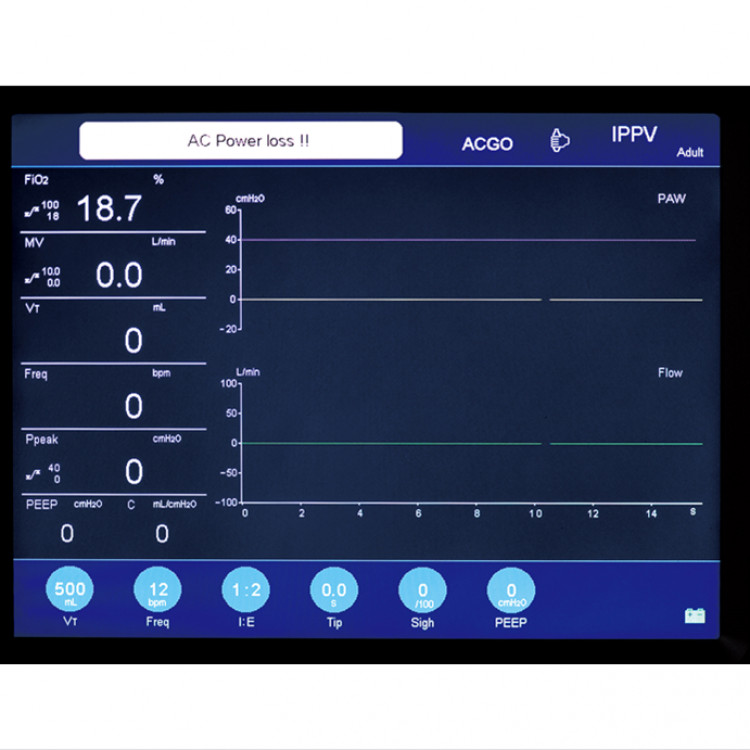 AC Power loss !!
ACGO
IPPV
Adult
FiO2 %
100
18
18.7
MV L/min
10.0
0.0
0.0
VT mL
0
Freq bpm
0
Ppeak cmH2O
40
0
0
PEEP cmH2O C mL/cmH2O
0 0
cmH2O
PAW
60
40
20
0
-20
L/min
Flow
100
50
0
-50
-100
0 2 4 6 8 10 12 14 s
500 12 1:2 0.0 0 0
mL bpm s /100 cmH2O
VT Freq I:E Tip Sigh PEEP